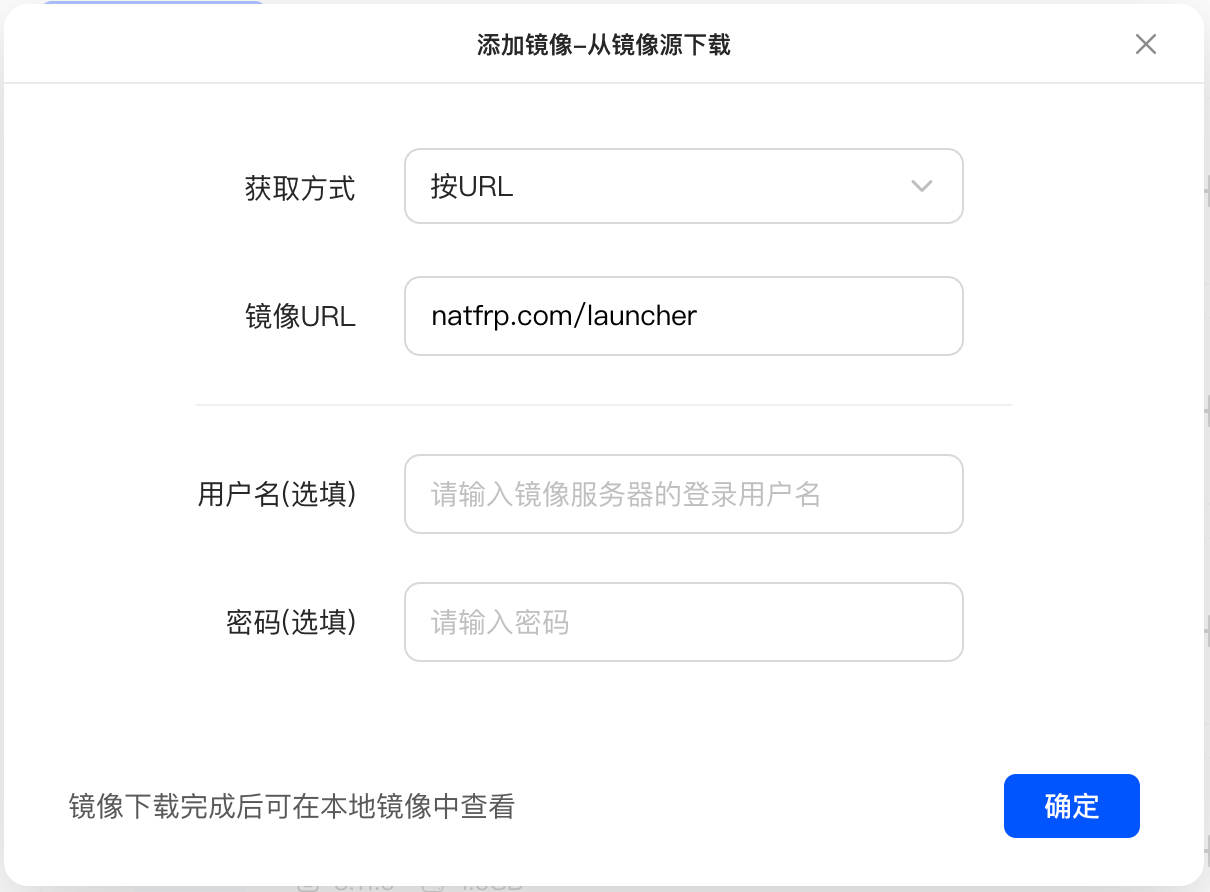 添加镜像-从镜像源下载
获取方式
按URL
镜像URL
natfrp.com/launcher
用户名(选填)
请输入镜像服务器的登录用户名
密码(选填)
请输入密码
镜像下载完成后可在本地镜像中查看
确定